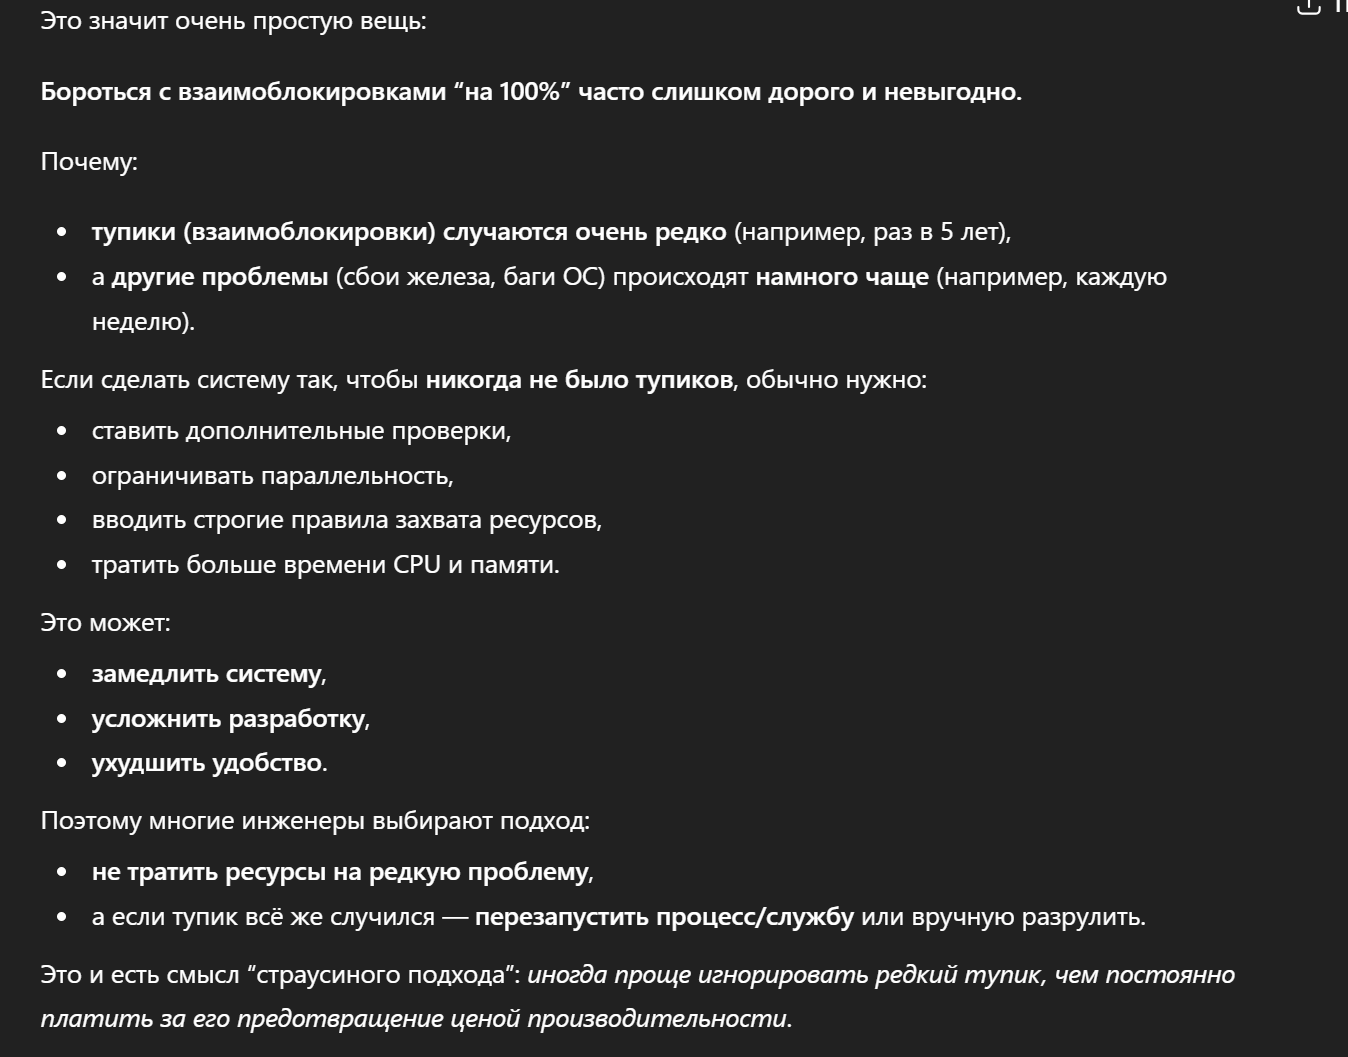 Это значит очень простую вещь:
Бороться с взаимоблокировками “на 100%” часто слишком дорого и невыгодно.
Почему:
• тупики (взаимоблокировки) случаются очень редко (например, раз в 5 лет),
• а другие проблемы (сбои железа, баги ОС) происходят намного чаще (например, каждую
неделю).
Если сделать систему так, чтобы никогда не было тупиков, обычно нужно:
• ставить дополнительные проверки,
• ограничивать параллельность,
• вводить строгие правила захвата ресурсов,
• тратить больше времени CPU и памяти.
Это может:
• замедлить систему,
• усложнить разработку,
• ухудшить удобство.
Поэтому многие инженеры выбирают подход:
• не тратить ресурсы на редкую проблему,
• а если тупик всё же случился — перезапустить процесс/службу или вручную разрулить.
Это и есть смысл “страусиного подхода”: иногда проще игнорировать редкий тупик, чем постоянно
платить за его предотвращение ценой производительности.